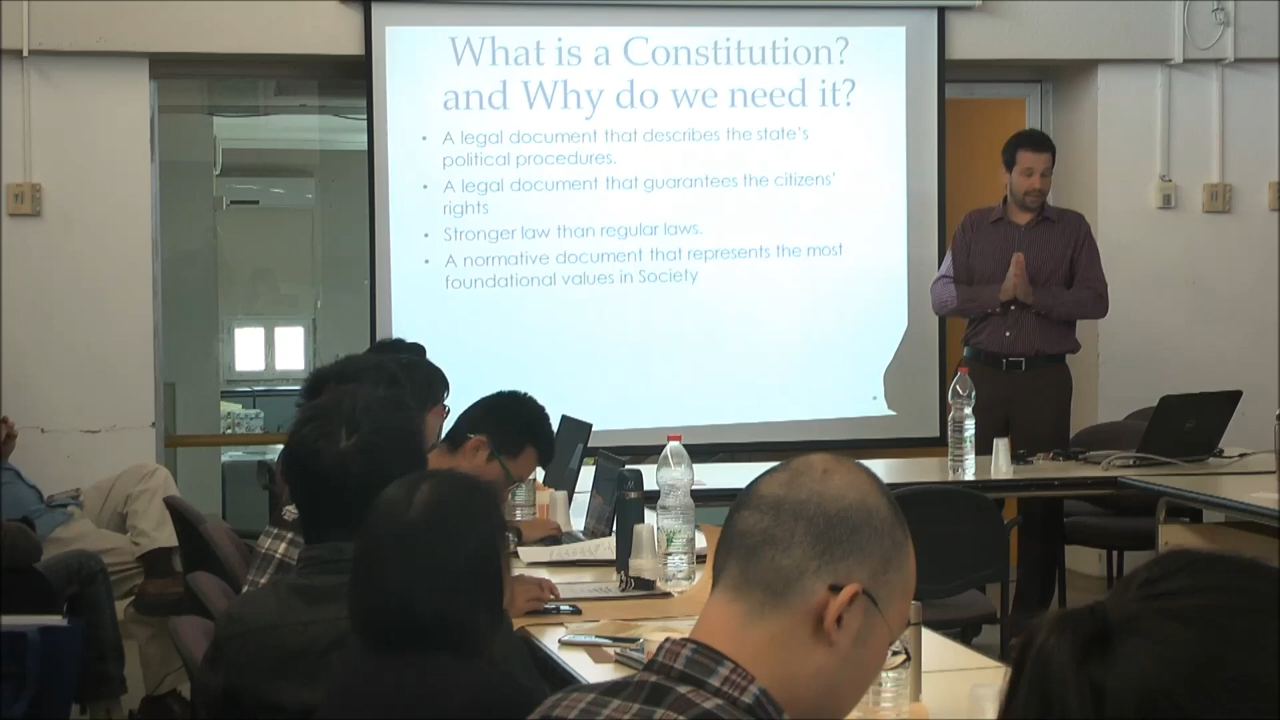 What is a Constitution?
and Why do we need it?
• A legal document that describes the state's
political procedures.
• A legal document that guarantees the citizens'
rights
• Stronger law than regular laws.
• A normative document that represents the most
foundational values in Society